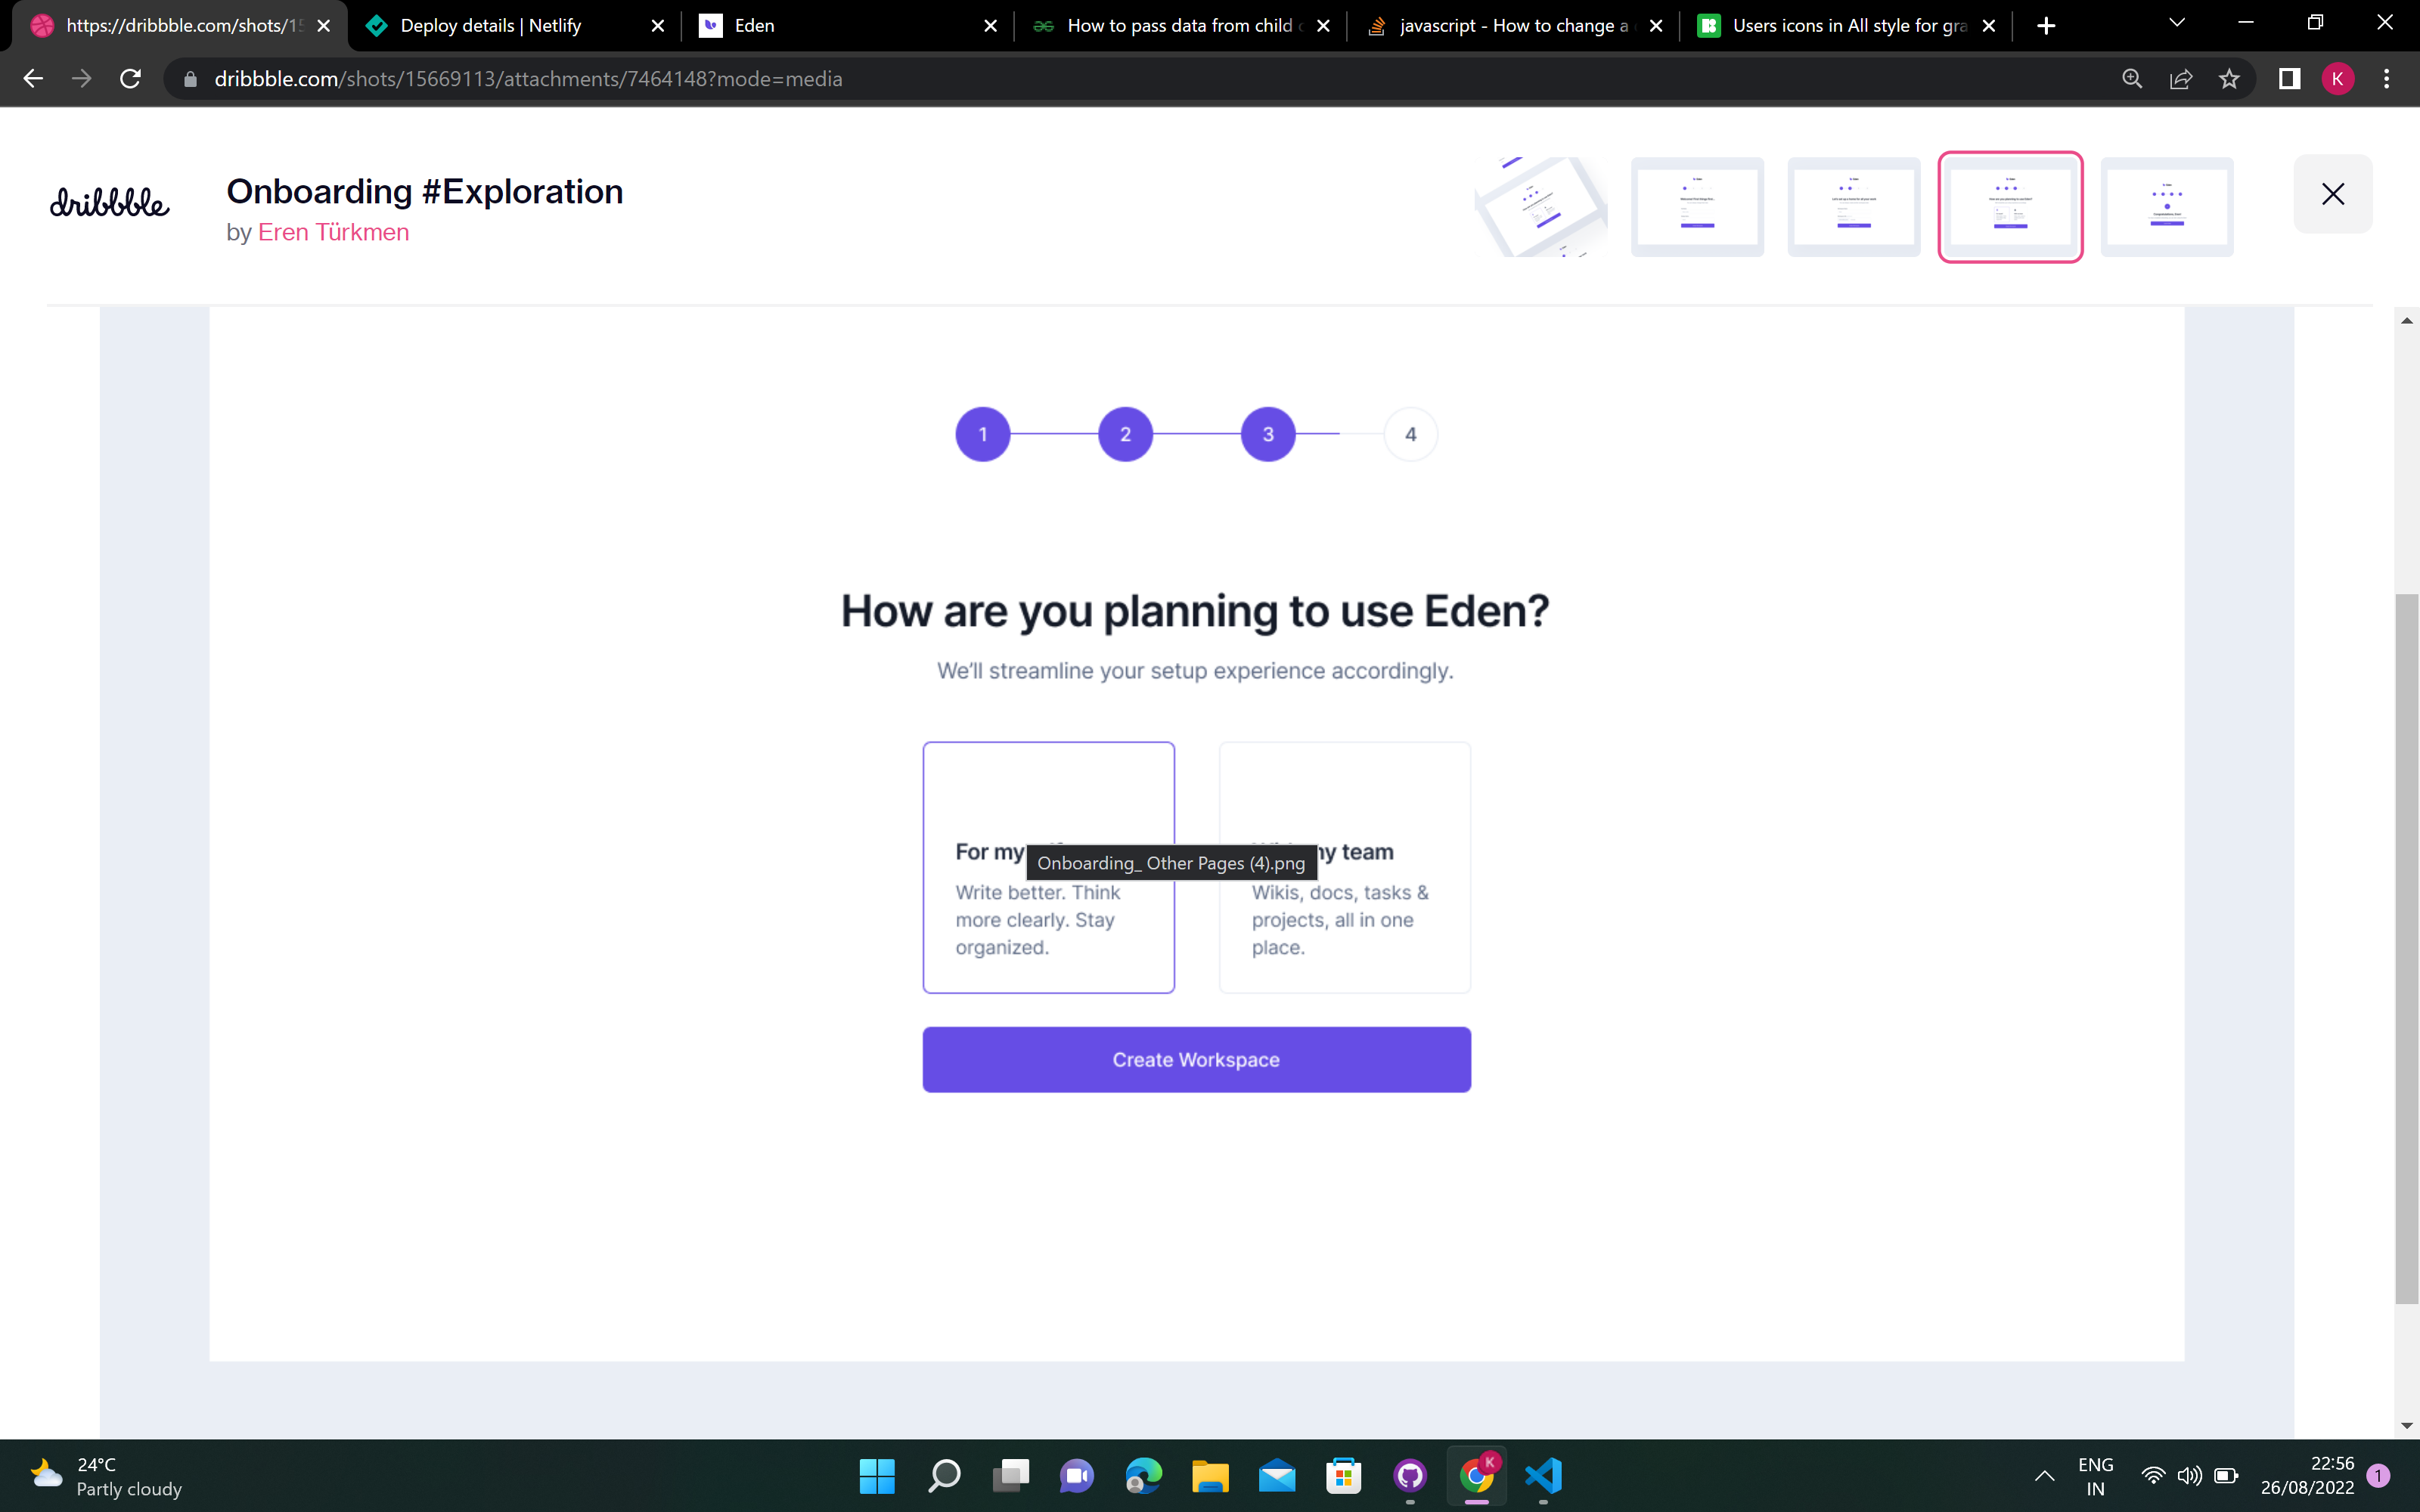 https://dribbble.com/shots/15
Deploy details | Netlify
Eden
How to pass data from child
javascript - How to change a
Users icons in All style for gra
dribbble.com/shots/15669113/attachments/7464148?mode=media
K
dribbble
Onboarding #Exploration
by Eren Türkmen
1
2
3
4
How are you planning to use Eden?
We'll streamline your setup experience accordingly.
For my
my team
Onboarding_ Other Pages (4).png
Write better. Think
more clearly. Stay
organized.
Wikis, docs, tasks &
projects, all in one
place.
Create Workspace
24°C
Partly cloudy
K
ENG
IN
22:56
26/08/2022
1